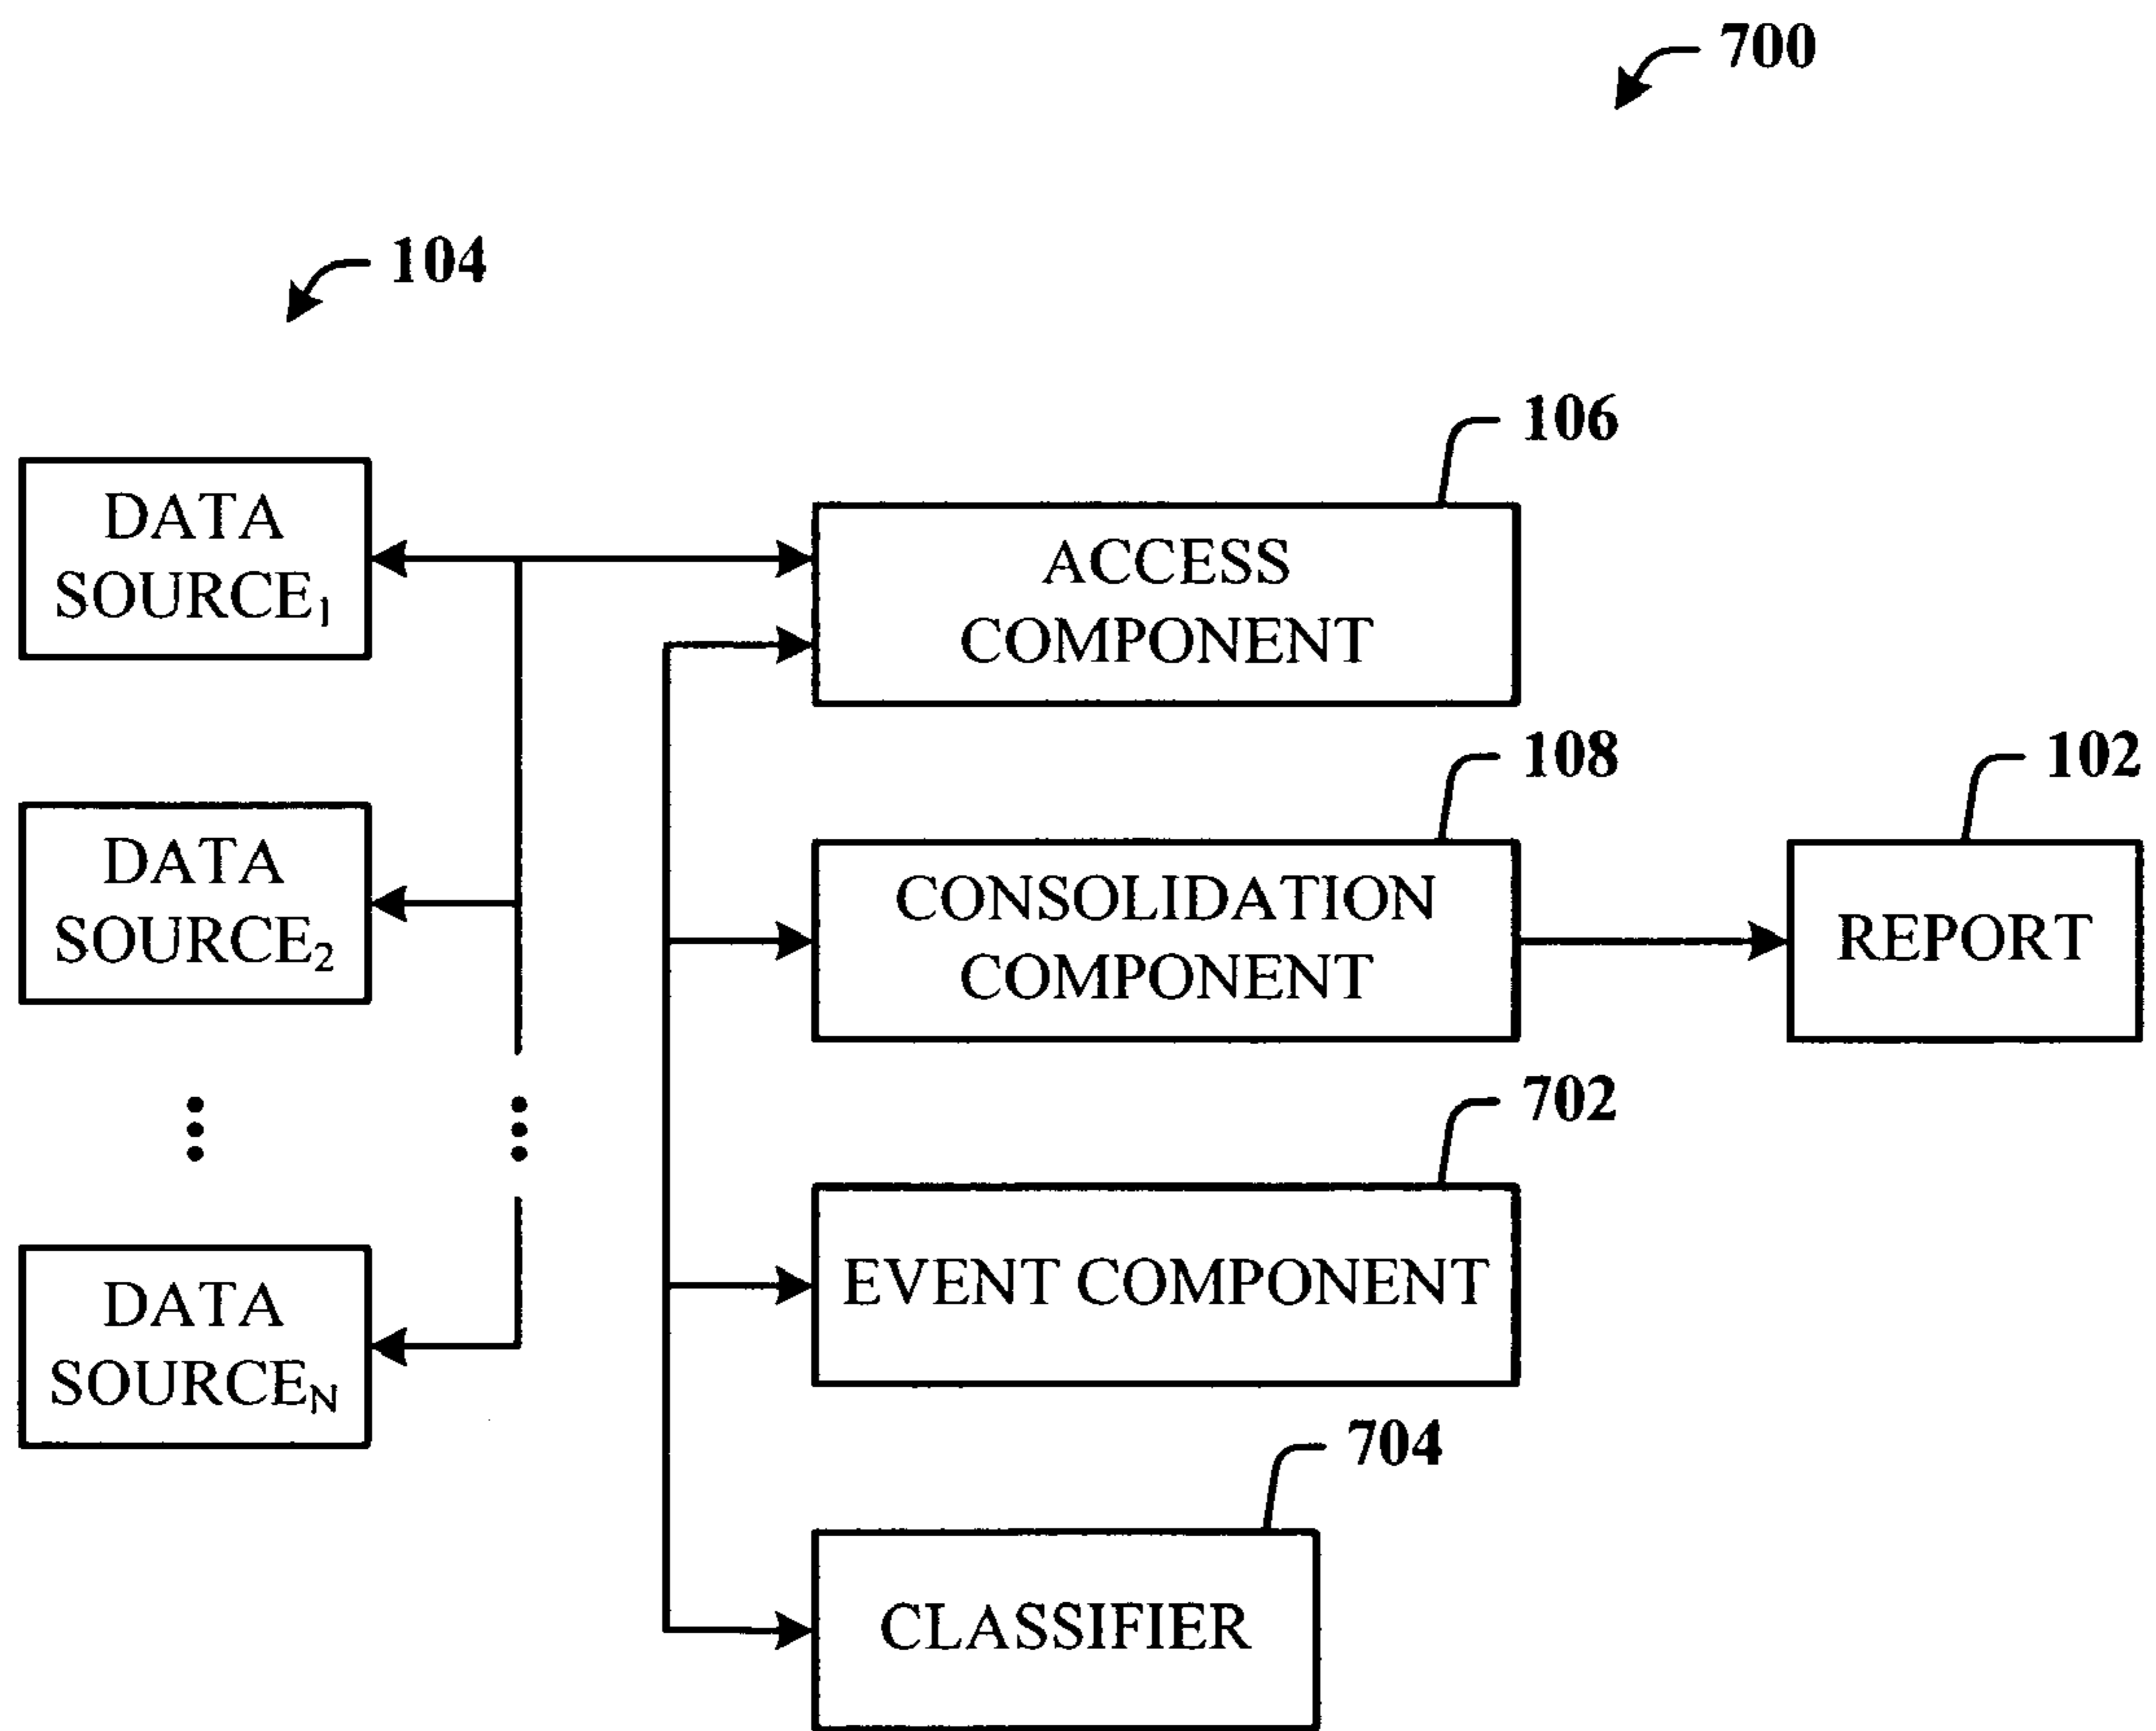 700
104
106
DATA
SOURCE₁
ACCESS
COMPONENT
108
102
DATA
SOURCE₂
CONSOLIDATION
COMPONENT
REPORT
702
EVENT COMPONENT
DATA
SOURCE_N
704
CLASSIFIER